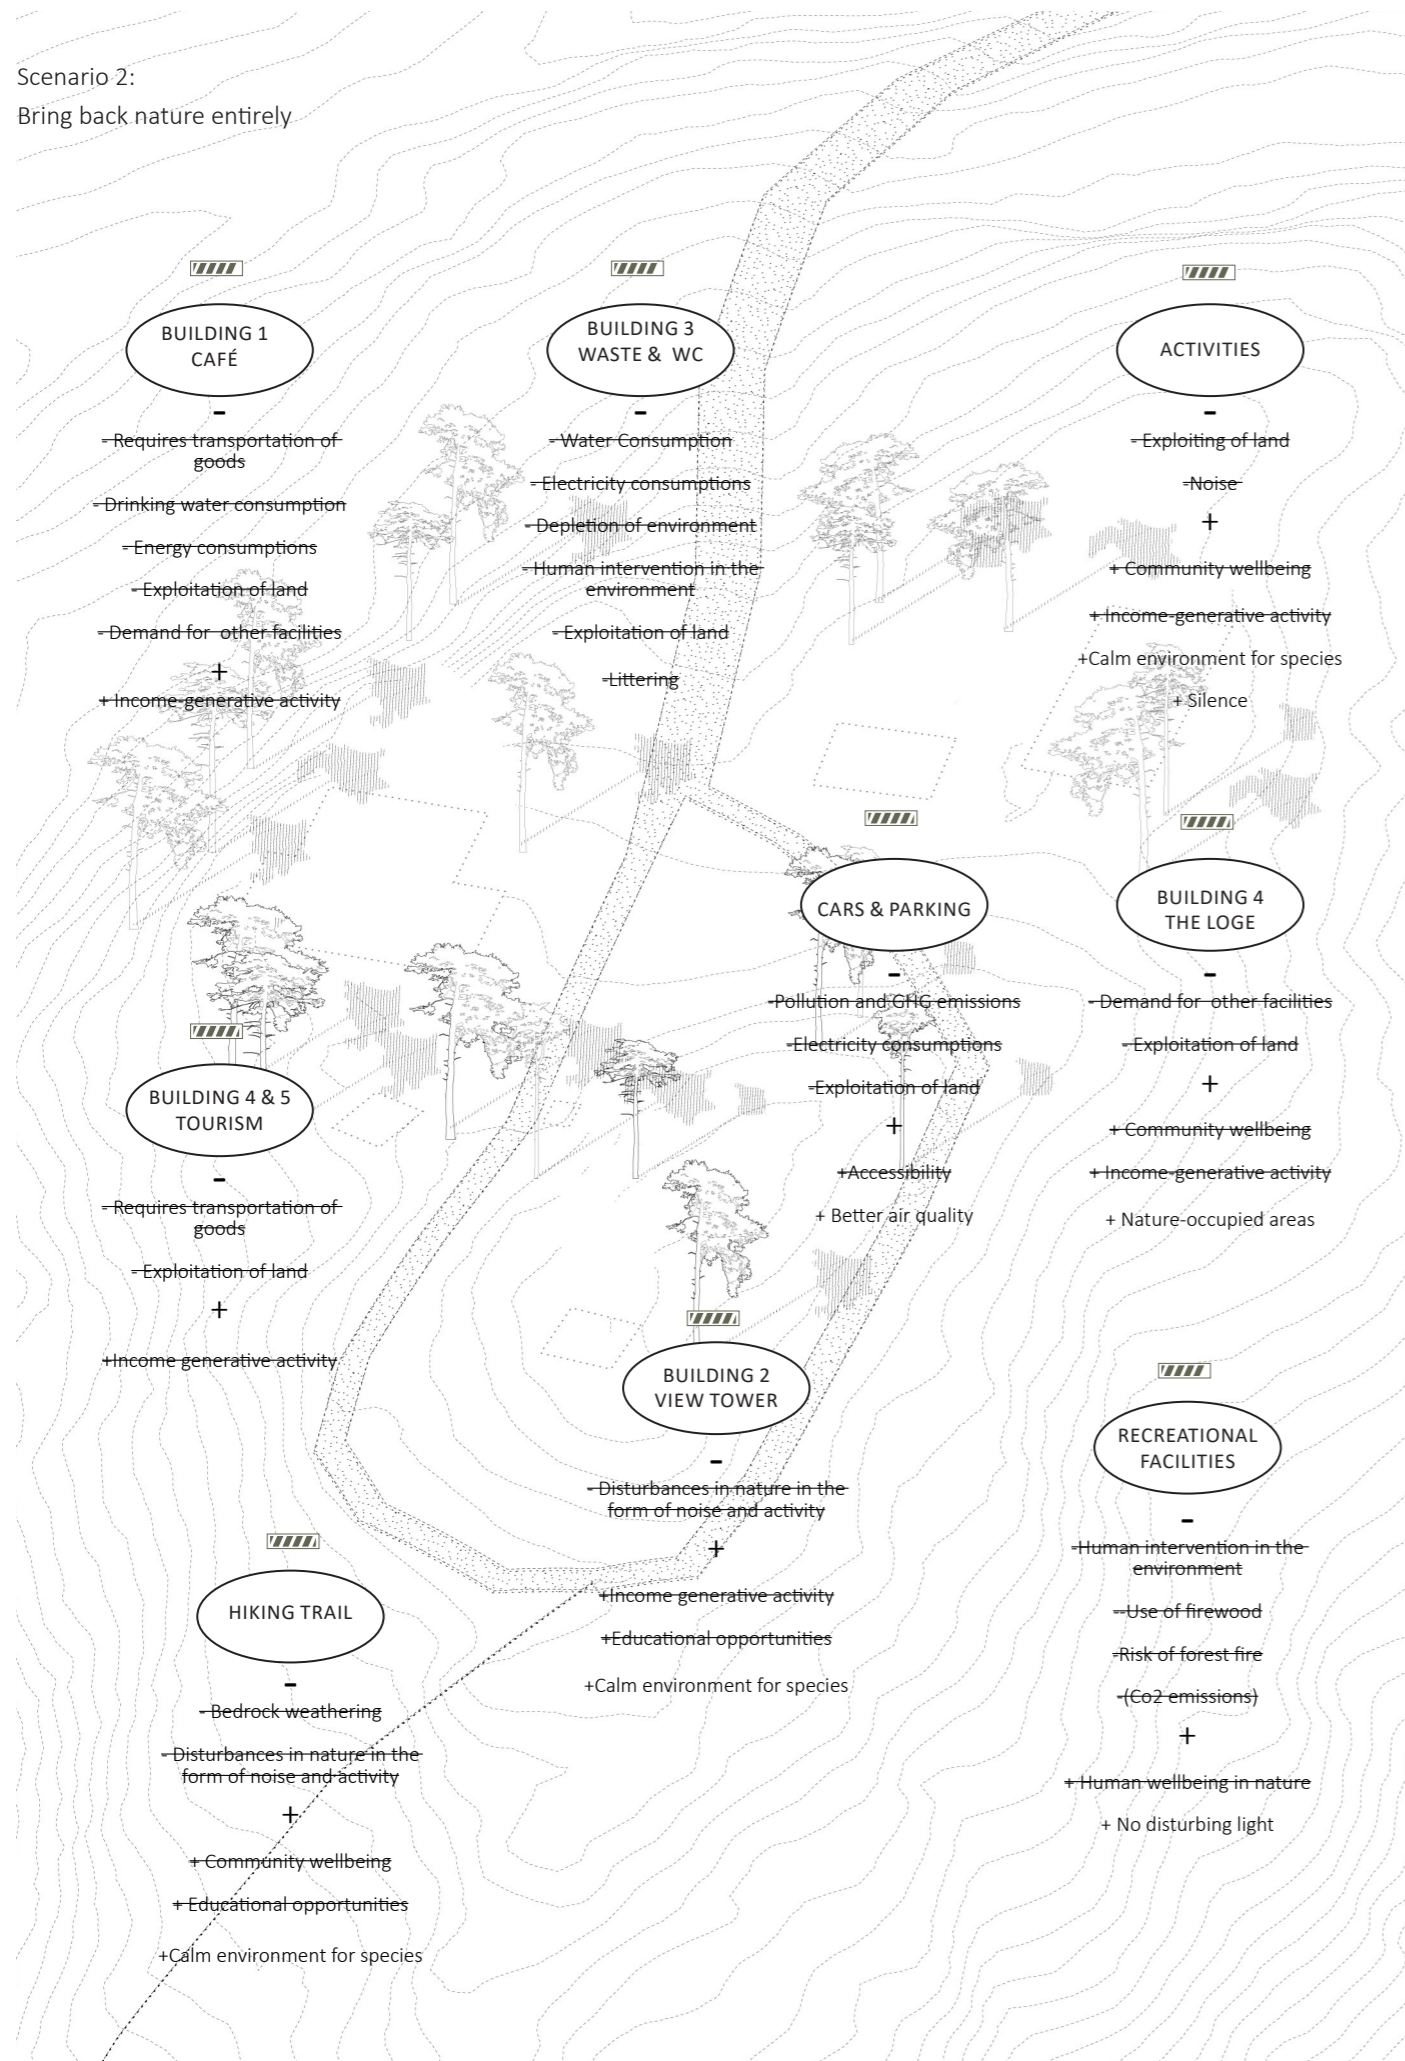 Scenario 2:
Bring back nature entirely
BUILDING 1
CAFÉ
-
- Requires transportation of
goods
- Drinking water consumption
- Energy consumptions
- Exploitation of land
- Demand for other facilities
+
+ Income-generative activity
BUILDING 3
WASTE & WC
-
- Water Consumption
- Electricity consumptions
- Depletion of environment
- Human intervention in the
environment
- Exploitation of land
-Littering
ACTIVITIES
-
- Exploiting of land
-Noise
+
+ Community wellbeing
+ Income-generative activity
+Calm environment for species
+ Silence
CARS & PARKING
-
-Pollution and GHG emissions
-Electricity consumptions
-Exploitation of land
+
+Accessibility
+ Better air quality
BUILDING 4
THE LOGE
-
- Demand for other facilities
- Exploitation of land
+
+ Community wellbeing
+ Income-generative activity
+ Nature-occupied areas
BUILDING 4 & 5
TOURISM
-
- Requires transportation of
goods
- Exploitation of land
+
+Income generative activity
BUILDING 2
VIEW TOWER
-
- Disturbances in nature in the
form of noise and activity
+
+Income generative activity
+Educational opportunities
+Calm environment for species
RECREATIONAL
FACILITIES
-
-Human intervention in the
environment
--Use of firewood
-Risk of forest fire
-(Co2 emissions)
+
+ Human wellbeing in nature
+ No disturbing light
HIKING TRAIL
-
- Bedrock weathering
- Disturbances in nature in the
form of noise and activity
+
+ Community wellbeing
+ Educational opportunities
+Calm environment for species